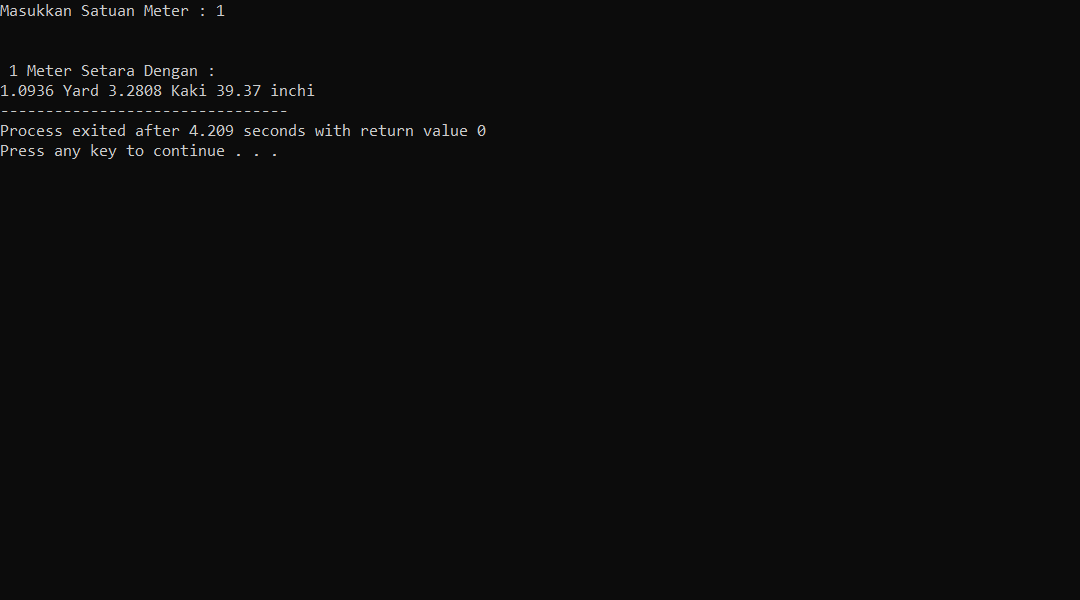 Masukkan Satuan Meter : 1
1 Meter Setara Dengan :
1.0936 Yard 3.2808 Kaki 39.37 inchi
--------------------------------
Process exited after 4.209 seconds with return value 0
Press any key to continue . . .